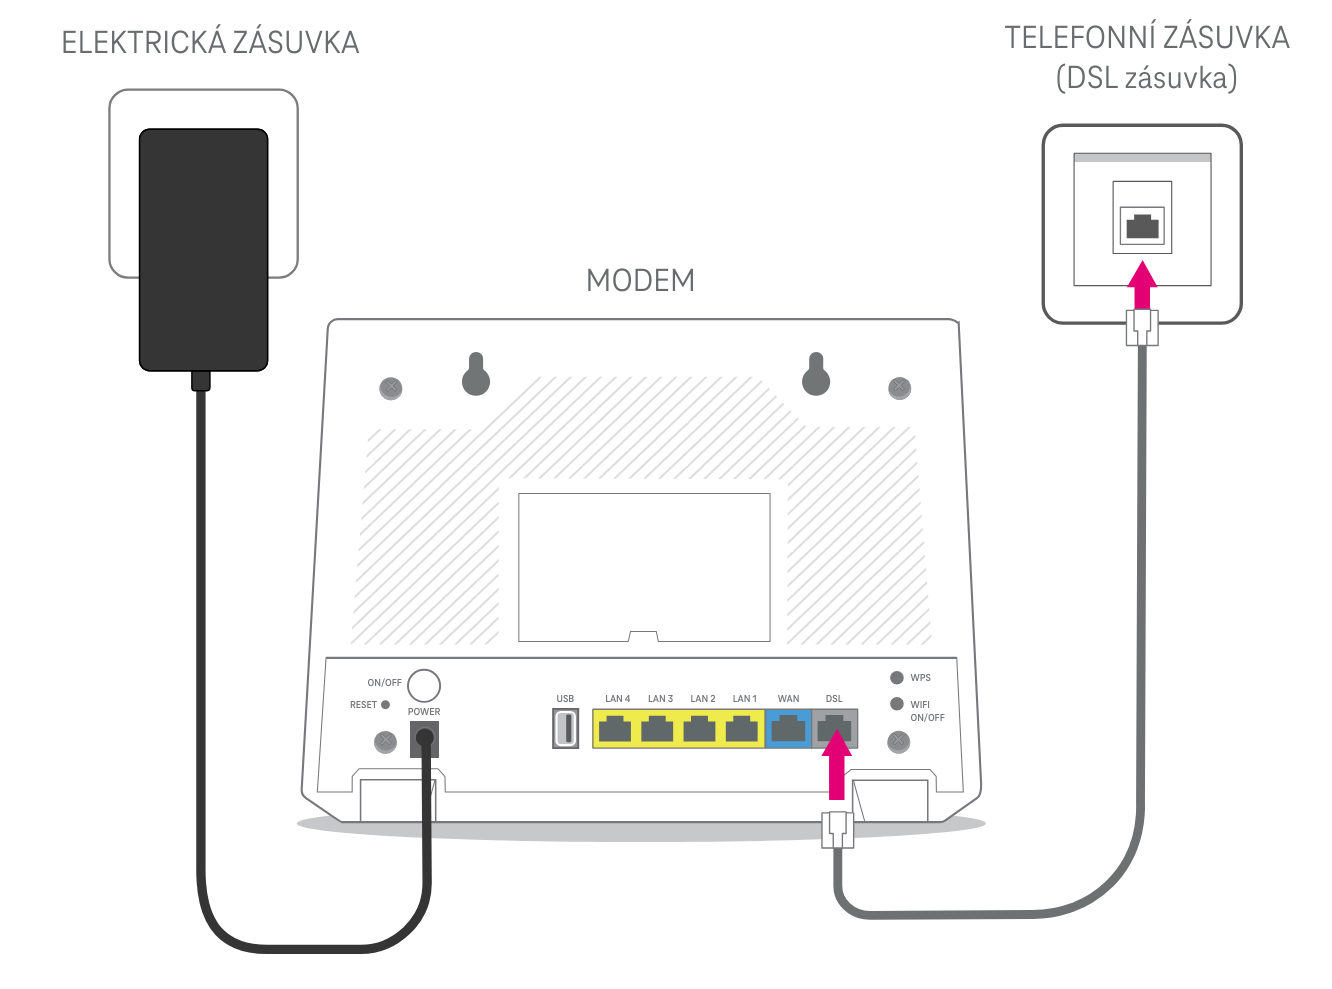 ELEKTRICKÁ ZÁSUVKA
TELEFONNÍ ZÁSUVKA
(DSL zásuvka)
MODEM
ON/OFF
RESET
POWER
USB
LAN 4
LAN 3
LAN 2
LAN 1
WAN
DSL
WPS
WIFI
ON/OFF